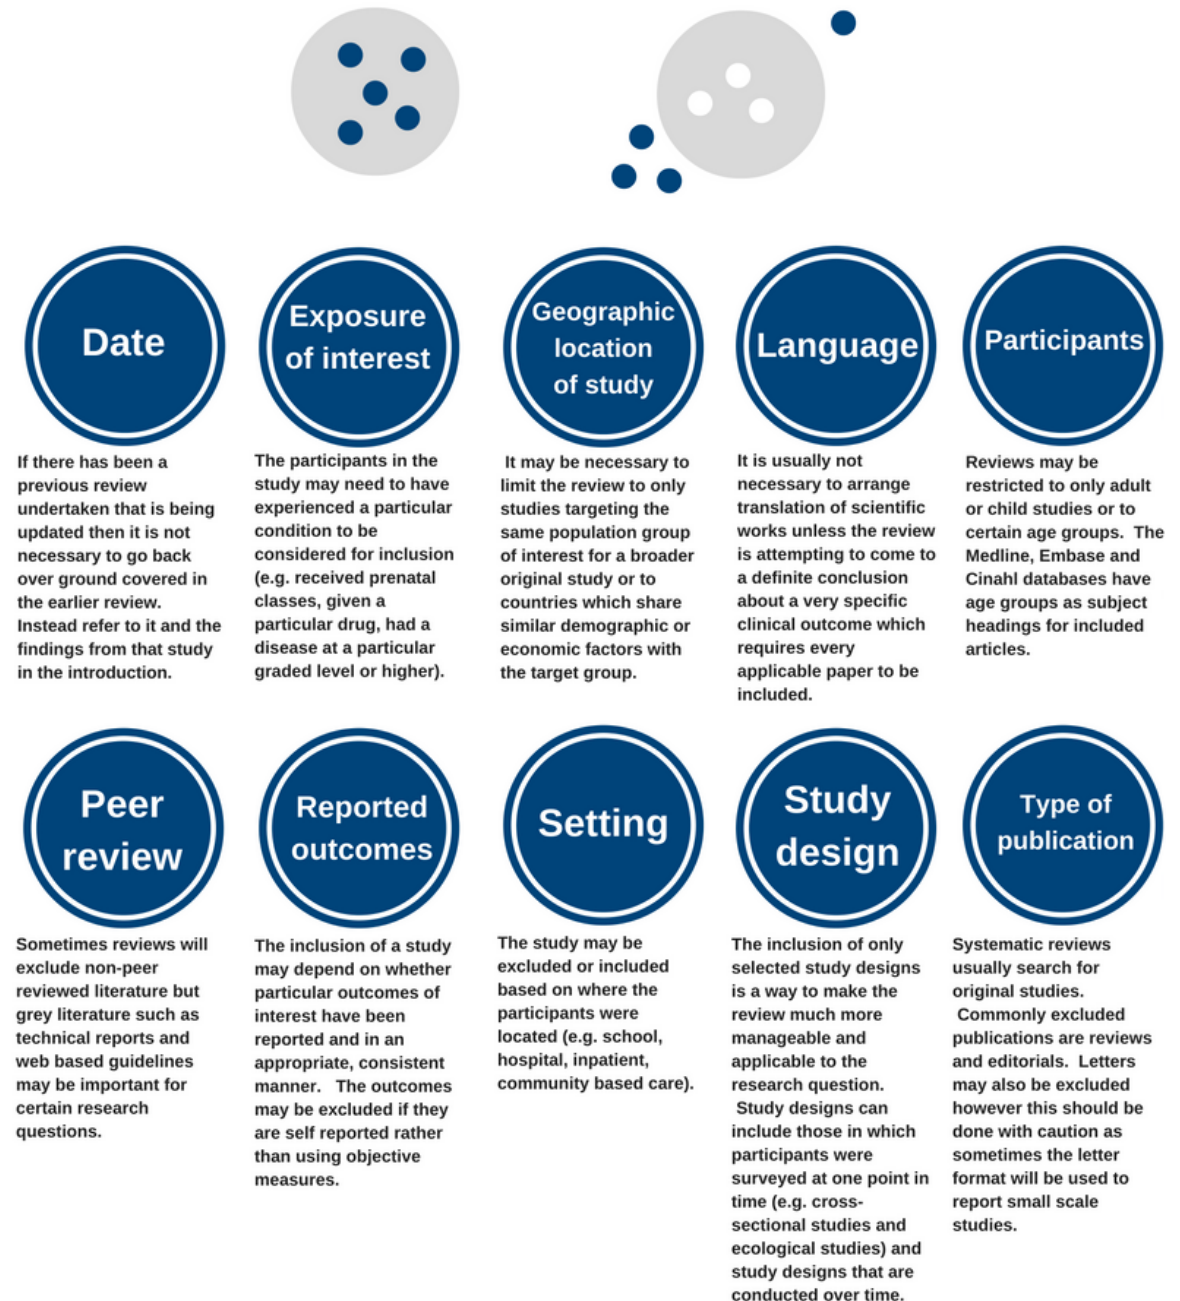 Date
If there has been a
previous review
undertaken that is being
updated then it is not
necessary to go back
over ground covered in
the earlier review.
Instead refer to it and the
findings from that study
in the introduction.
Exposure
of interest
The participants in the
study may need to have
experienced a particular
condition to be
considered for inclusion
(e.g. received prenatal
classes, given a
particular drug, had a
disease at a particular
graded level or higher).
Geographic
location
of study
It may be necessary to
limit the review to only
studies targeting the
same population group
of interest for a broader
original study or to
countries which share
similar demographic or
economic factors with
the target group.
Language
It is usually not
necessary to arrange
translation of scientific
works unless the review
is attempting to come to
a definite conclusion
about a very specific
clinical outcome which
requires every
applicable paper to be
included.
Participants
Reviews may be
restricted to only adult
or child studies or to
certain age groups.  The
Medline, Embase and
Cinahl databases have
age groups as subject
headings for included
articles.
Peer
review
Sometimes reviews will
exclude non-peer
reviewed literature but
grey literature such as
technical reports and
web based guidelines
may be important for
certain research
questions.
Reported
outcomes
The inclusion of a study
may depend on whether
particular outcomes of
interest have been
reported and in an
appropriate, consistent
manner.   The outcomes
may be excluded if they
are self reported rather
than using objective
measures.
Setting
The study may be
excluded or included
based on where the
participants were
located (e.g. school,
hospital, inpatient,
community based care).
Study
design
The inclusion of only
selected study designs
is a way to make the
review much more
manageable and
applicable to the
research question.
Study designs can
include those in which
participants were
surveyed at one point in
time (e.g. cross-
sectional studies and
ecological studies) and
study designs that are
conducted over time.
Type of
publication
Systematic reviews
usually search for
original studies.
Commonly excluded
publications are reviews
and editorials.  Letters
may also be excluded
however this should be
done with caution as
sometimes the letter
format will be used to
report small scale
studies.